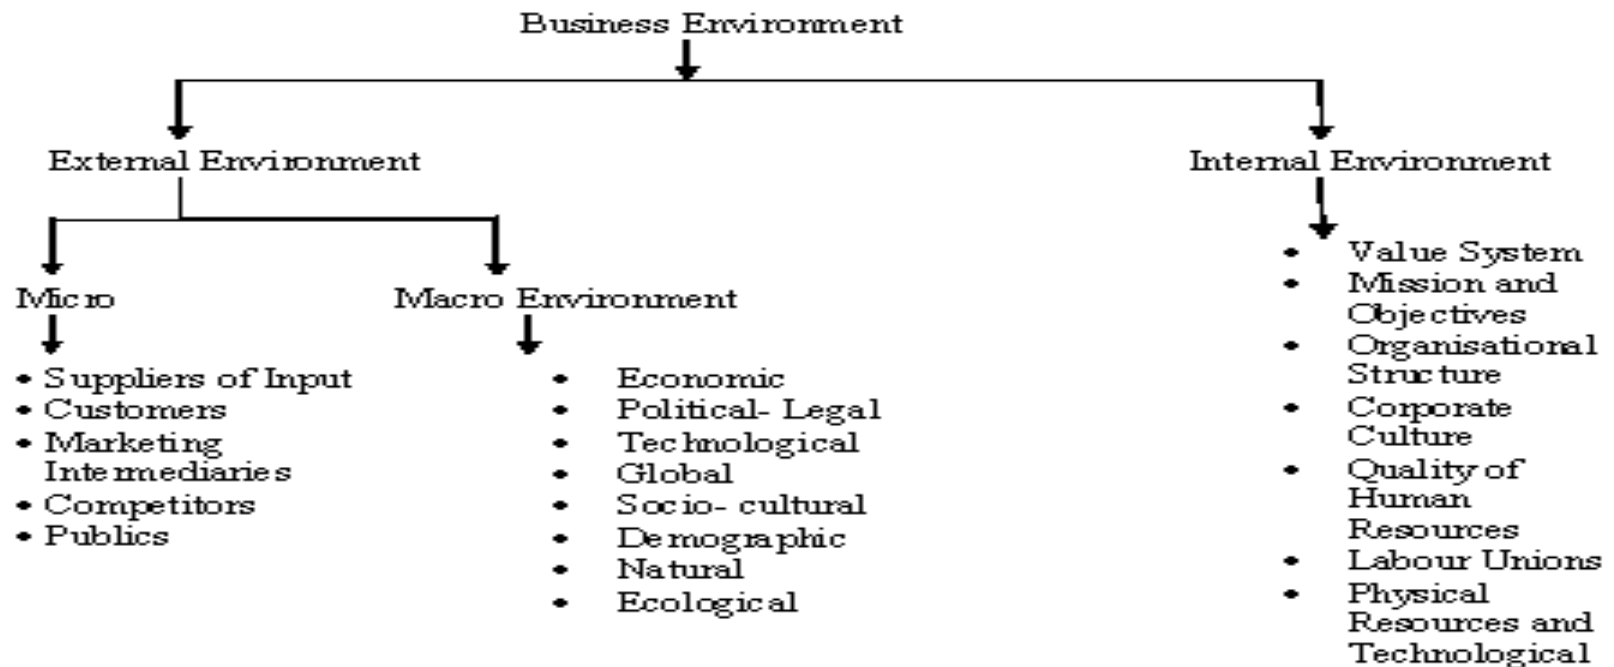 Business Environment
External Environment
Internal Environment
Micro
Macro Environment
• Suppliers of Input
• Customers
• Marketing
Intermediaries
• Competitors
• Publics
• Economic
• Political- Legal
• Technological
• Global
• Socio- cultural
• Demographic
• Natural
• Ecological
• Value System
• Mission and
Objectives
• Organisational
Structure
• Corporate
Culture
• Quality of
Human
Resources
• Labour Unions
• Physical
Resources and
Technological